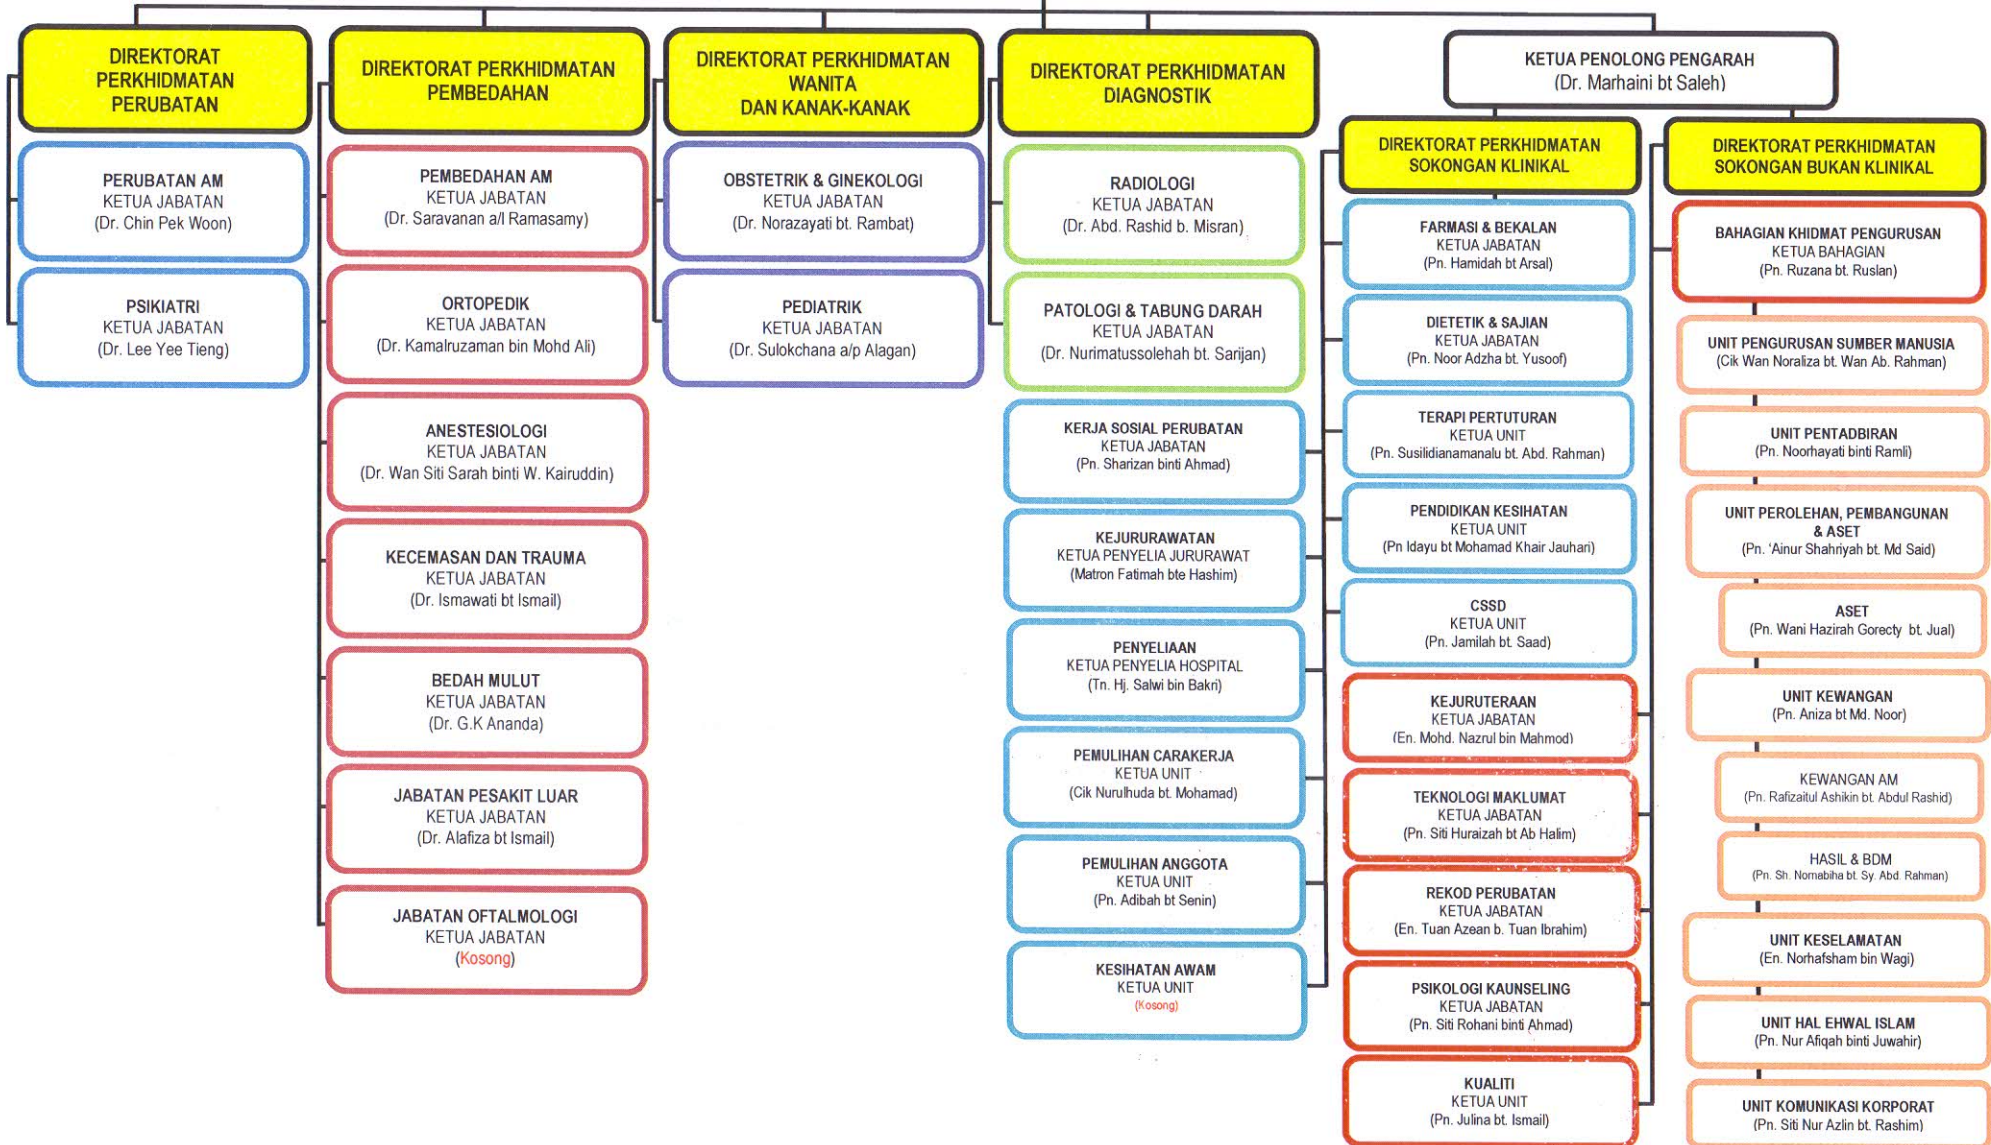 DIREKTORAT
PERKHIDMATAN
PERUBATAN
PERUBATAN AM
KETUA JABATAN
(Dr. Chin Pek Woon)
PSIKIATRI
KETUA JABATAN
(Dr. Lee Yee Tieng)
DIREKTORAT PERKHIDMATAN
PEMBEDAHAN
PEMBEDAHAN AM
KETUA JABATAN
(Dr. Saravanan a/l Ramasamy)
ORTOPEDIK
KETUA JABATAN
(Dr. Kamalruzaman bin Mohd Ali)
ANESTESIOLOGI
KETUA JABATAN
(Dr. Wan Siti Sarah binti W. Kairuddin)
KECEMASAN DAN TRAUMA
KETUA JABATAN
(Dr. Ismawati bt Ismail)
BEDAH MULUT
KETUA JABATAN
(Dr. G.K Ananda)
JABATAN PESAKIT LUAR
KETUA JABATAN
(Dr. Alafiza bt Ismail)
JABATAN OFTALMOLOGI
KETUA JABATAN
(Kosong)
DIREKTORAT PERKHIDMATAN
WANITA
DAN KANAK-KANAK
OBSTETRIK & GINEKOLOGI
KETUA JABATAN
(Dr. Norazayati bt. Rambat)
PEDIATRIK
KETUA JABATAN
(Dr. Sulokchana a/p Alagan)
DIREKTORAT PERKHIDMATAN
DIAGNOSTIK
RADIOLOGI
KETUA JABATAN
(Dr. Abd. Rashid b. Misran)
PATOLOGI & TABUNG DARAH
KETUA JABATAN
(Dr. Nurimatussolehah bt. Sarijan)
KERJA SOSIAL PERUBATAN
KETUA JABATAN
(Pn. Sharizan binti Ahmad)
KEJURURAWATAN
KETUA PENYELIA JURURAWAT
(Matron Fatimah bte Hashim)
PENYELIAAN
KETUA PENYELIA HOSPITAL
(Tn. Hj. Salwi bin Bakri)
PEMULIHAN CARAKERJA
KETUA UNIT
(Cik Nurulhuda bt. Mohamad)
PEMULIHAN ANGGOTA
KETUA UNIT
(Pn. Adibah bt Senin)
KESIHATAN AWAM
KETUA UNIT
(Kosong)
KETUA PENOLONG PENGARAH
(Dr. Marhaini bt Saleh)
DIREKTORAT PERKHIDMATAN
SOKONGAN KLINIKAL
FARMASI & BEKALAN
KETUA JABATAN
(Pn. Hamidah bt Arsal)
DIETETIK & SAJIAN
KETUA JABATAN
(Pn. Noor Adzha bt. Yusoof)
TERAPI PERTUTURAN
KETUA UNIT
(Pn. Susilidianamanalu bt. Abd. Rahman)
PENDIDIKAN KESIHATAN
KETUA UNIT
(Pn Idayu bt Mohamad Khair Jauhari)
CSSD
KETUA UNIT
(Pn. Jamilah bt. Saad)
KEJURUTERAAN
KETUA JABATAN
(En. Mohd. Nazrul bin Mahmod)
TEKNOLOGI MAKLUMAT
KETUA JABATAN
(Pn. Siti Huraizah bt Ab Halim)
REKOD PERUBATAN
KETUA JABATAN
(En. Tuan Azean b. Tuan Ibrahim)
PSIKOLOGI KAUNSELING
KETUA JABATAN
(Pn. Siti Rohani binti Ahmad)
KUALITI
KETUA UNIT
(Pn. Julina bt. Ismail)
DIREKTORAT PERKHIDMATAN
SOKONGAN BUKAN KLINIKAL
BAHAGIAN KHIDMAT PENGURUSAN
KETUA BAHAGIAN
(Pn. Ruzana bt. Ruslan)
UNIT PENGURUSAN SUMBER MANUSIA
(Cik Wan Noraliza bt. Wan Ab. Rahman)
UNIT PENTADBIRAN
(Pn. Noorhayati binti Ramli)
UNIT PEROLEHAN, PEMBANGUNAN
& ASET
(Pn. 'Ainur Shahriyah bt. Md Said)
ASET
(Pn. Wani Hazirah Gorecty bt. Jual)
UNIT KEWANGAN
(Pn. Aniza bt Md. Noor)
KEWANGAN AM
(Pn. Rafizaitul Ashikin bt. Abdul Rashid)
HASIL & BDM
(Pn. Sh. Nornabiha bt. Sy. Abd. Rahman)
UNIT KESELAMATAN
(En. Norhafsham bin Wagi)
UNIT HAL EHWAL ISLAM
(Pn. Nur Afiqah binti Juwahir)
UNIT KOMUNIKASI KORPORAT
(Pn. Siti Nur Azlin bt. Rashim)